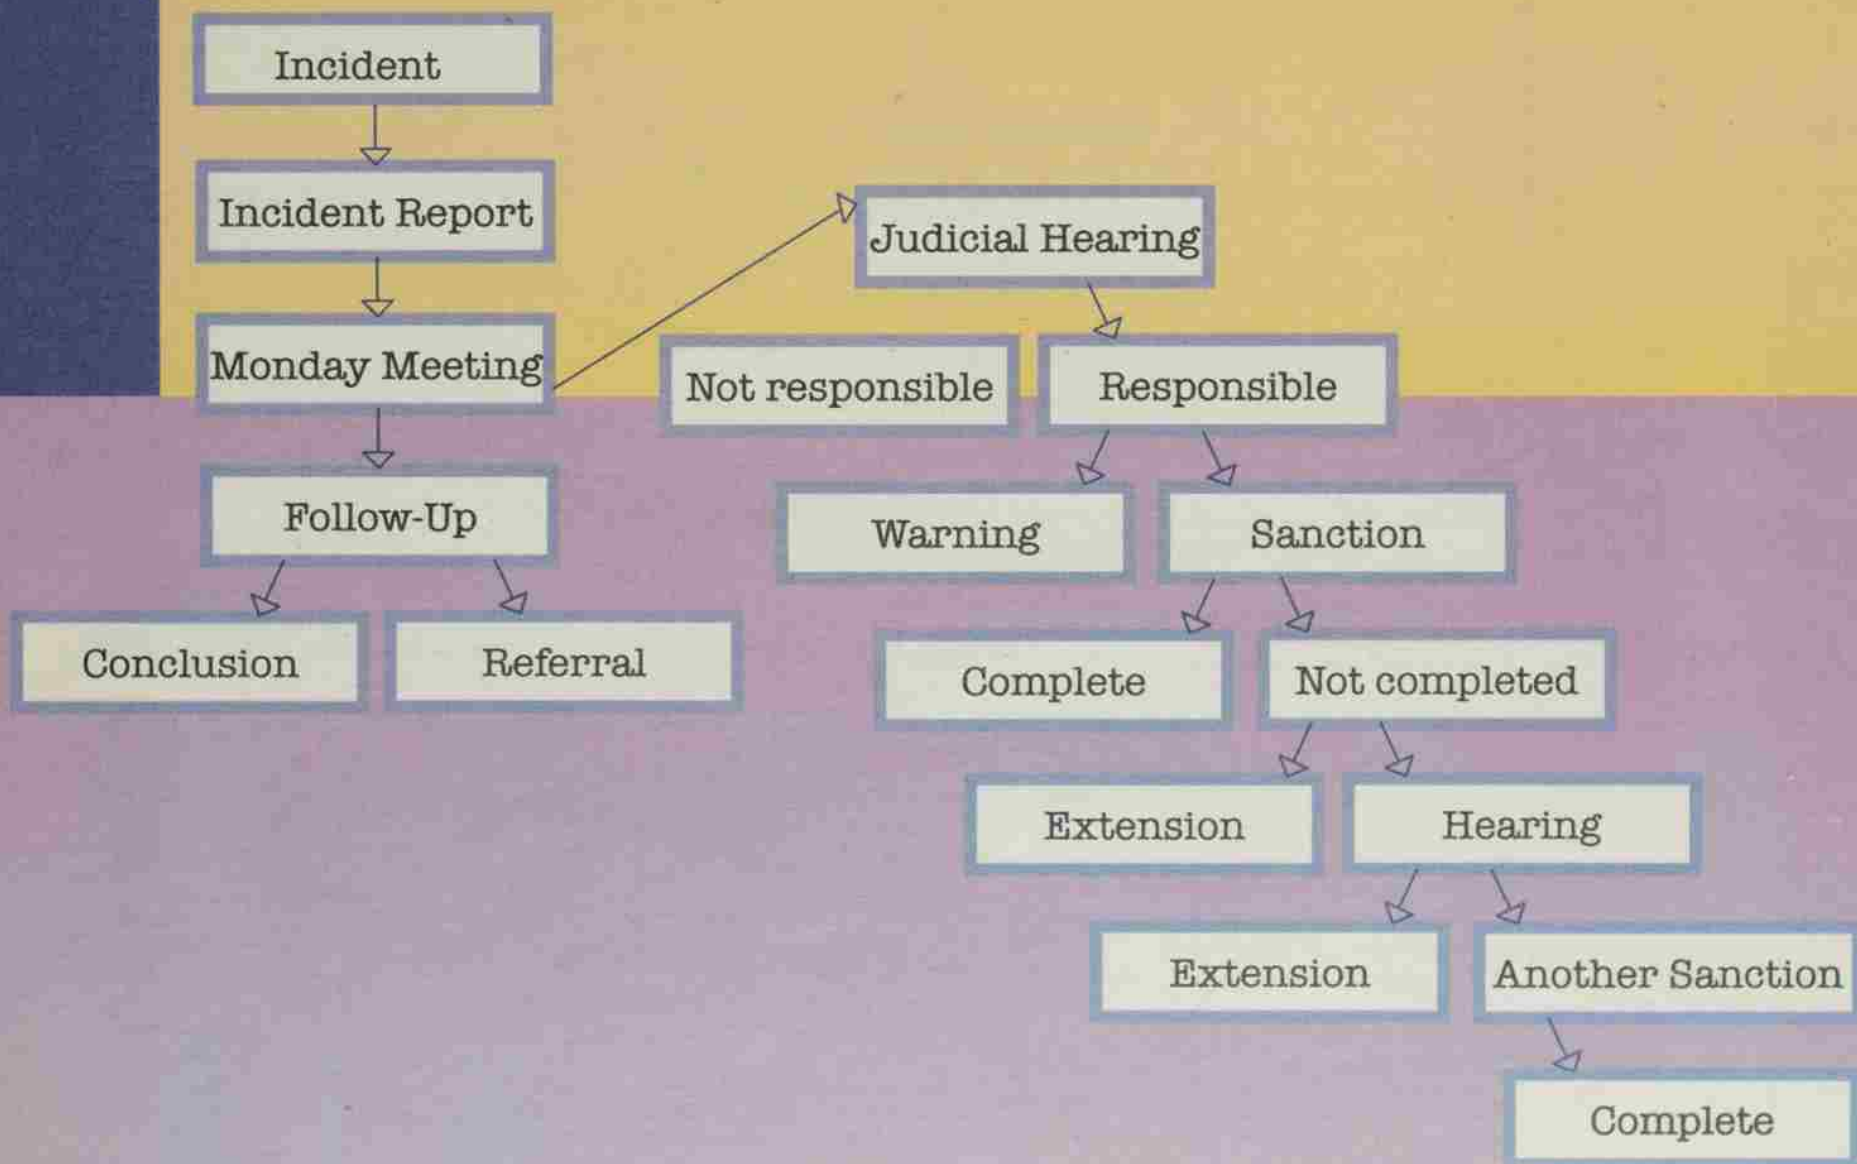 Incident
Incident Report
Monday Meeting
Follow-Up
Conclusion
Referral
Judicial Hearing
Not responsible
Responsible
Warning
Sanction
Complete
Not completed
Extension
Hearing
Extension
Another Sanction
Complete